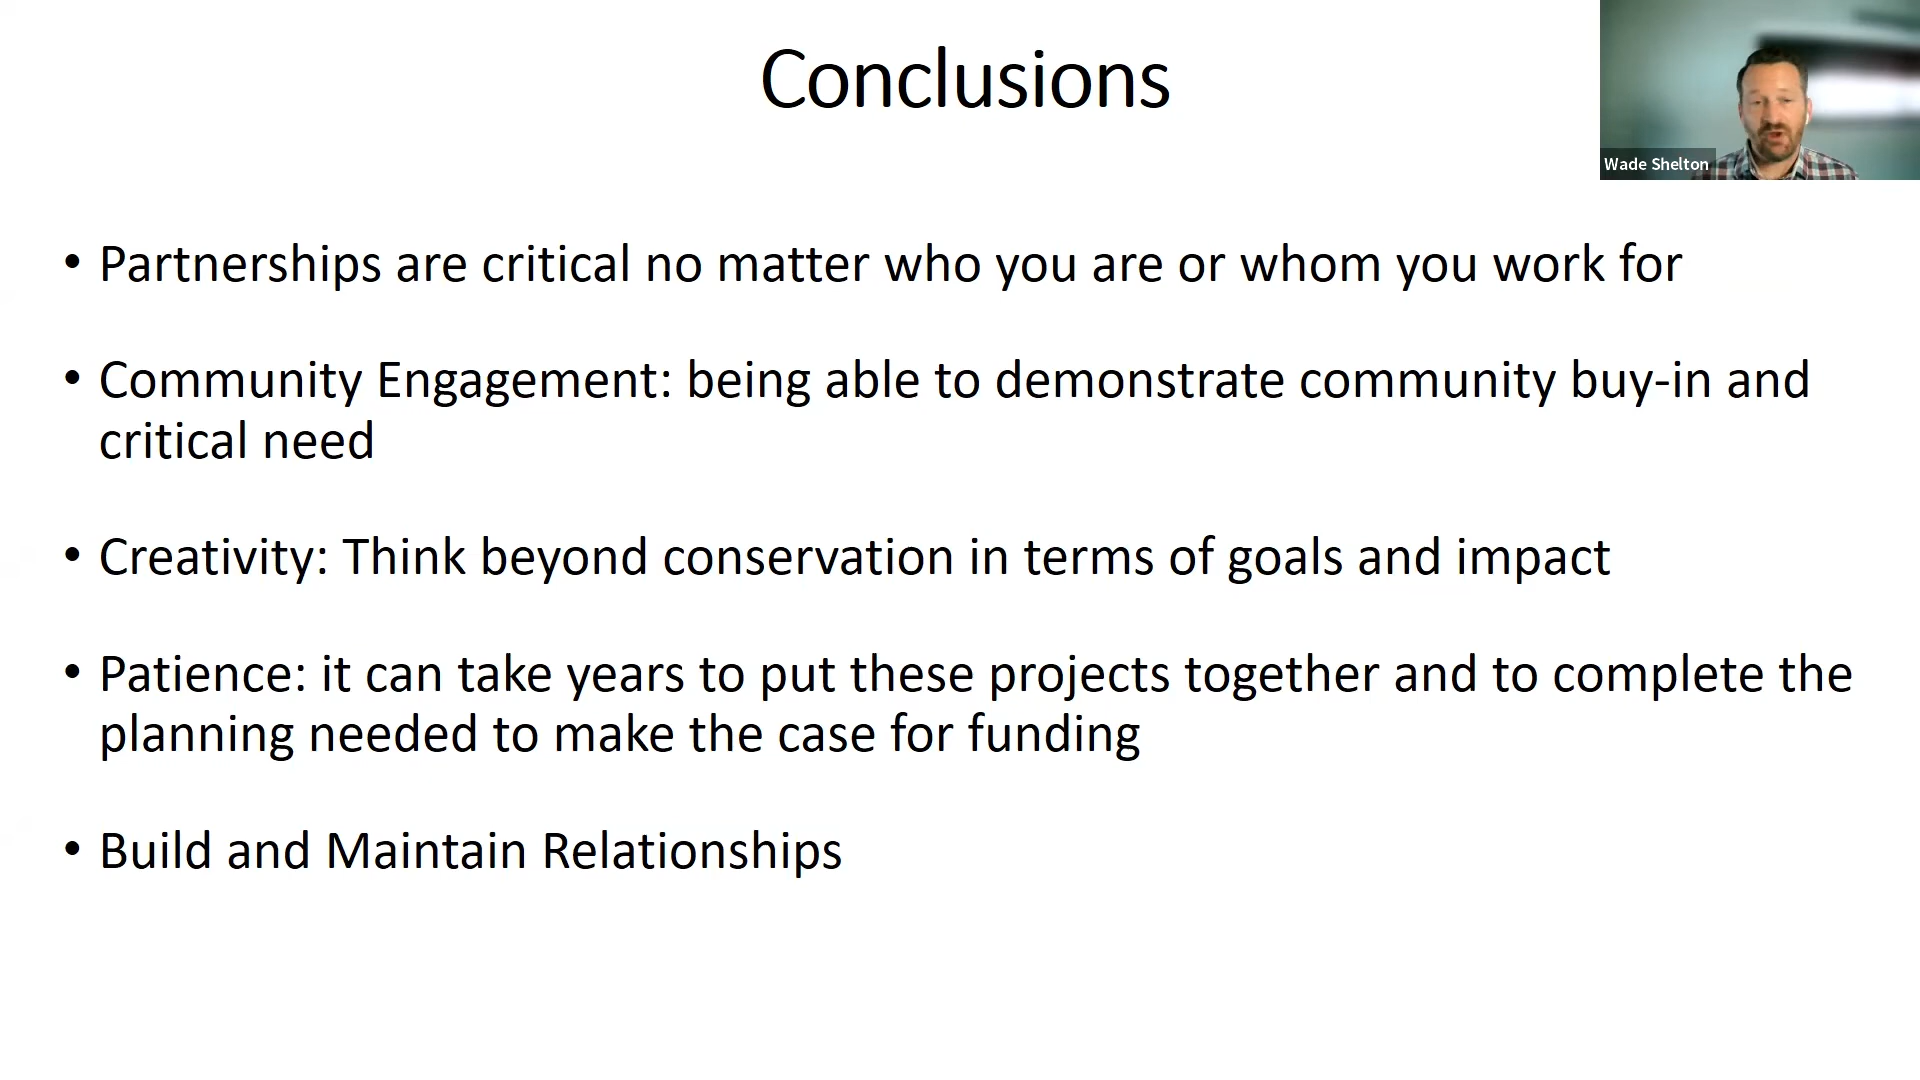 Conclusions
Wade Shelton
• Partnerships are critical no matter who you are or whom you work for
• Community Engagement: being able to demonstrate community buy-in and
critical need
• Creativity: Think beyond conservation in terms of goals and impact
• Patience: it can take years to put these projects together and to complete the
planning needed to make the case for funding
• Build and Maintain Relationships